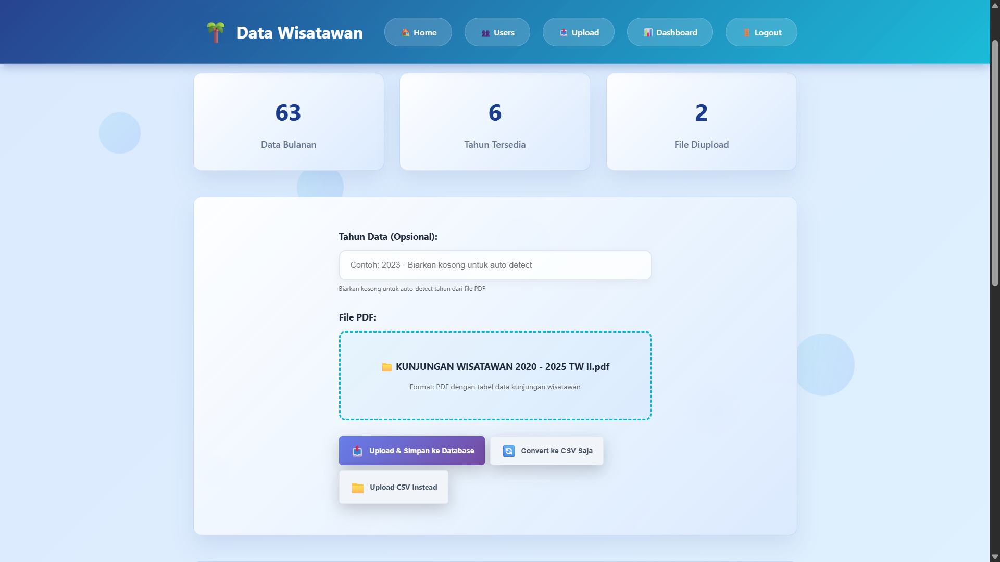 Data Wisatawan
Home
Users
Upload
Dashboard
Logout
63
Data Bulanan
6
Tahun Tersedia
2
File Diupload
Tahun Data (Opsional):
Contoh: 2023 - Biarkan kosong untuk auto-detect
Biarkan kosong untuk auto-detect tahun dari file PDF
File PDF:
KUNJUNGAN WISATAWAN 2020 - 2025 TW II.pdf
Format: PDF dengan tabel data kunjungan wisatawan
Upload & Simpan ke Database
Convert ke CSV Saja
Upload CSV Instead